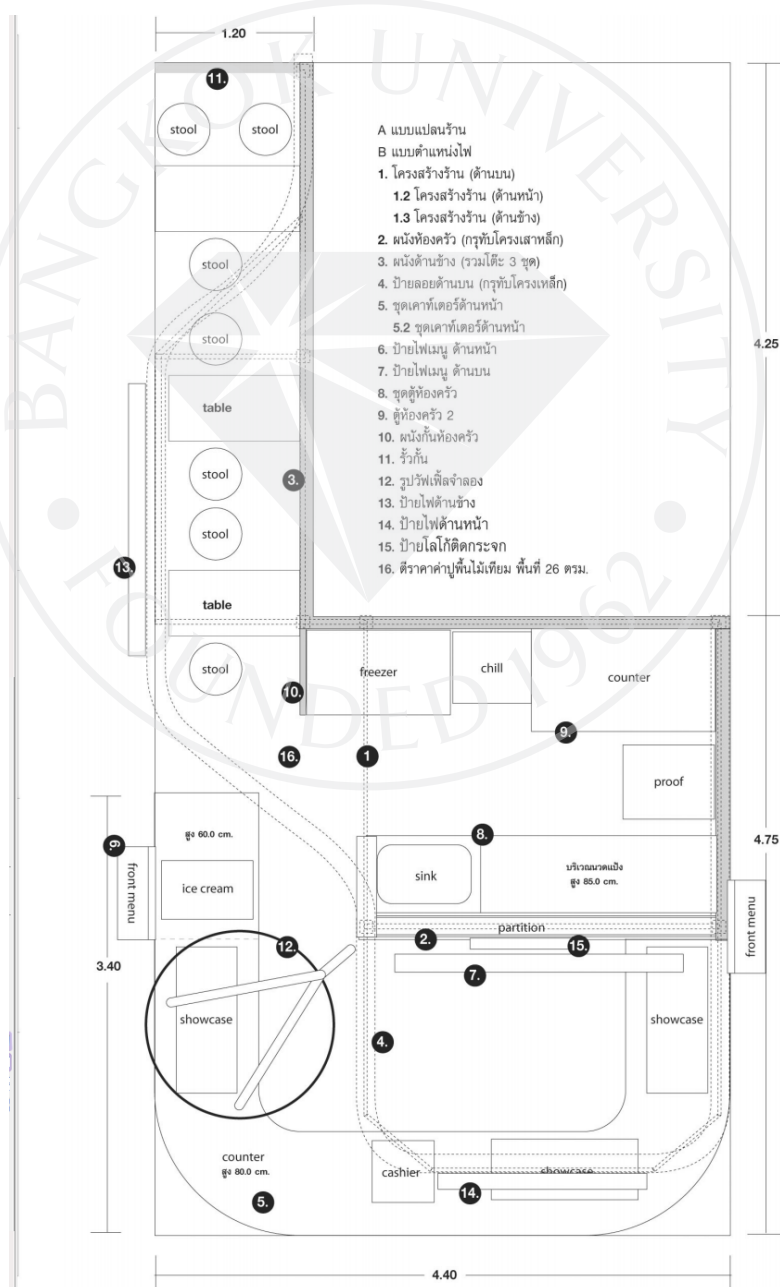 BANGKOK UNIVERSITY
FOUNDED 1962
1.20
11.
stool
stool
A แบบแปลนร้าน
B แบบตำแหน่งไฟ
1. โครงสร้างร้าน (ด้านบน)
1.2 โครงสร้างร้าน (ด้านหน้า)
1.3 โครงสร้างร้าน (ด้านข้าง)
2. ผนังห้องครัว (กรุทับโครงเสาหล็ก)
3. ผนังด้านข้าง (รวมโต๊ะ 3 ชุด)
4. ป้ายลอยด้านบน (กรุทับโครงเหล็ก)
5. ชุดเคาท์เตอร์ด้านหน้า
5.2 ชุดเคาท์เตอร์ด้านหน้า
6. ป้ายไฟเมนู ด้านหน้า
7. ป้ายไฟเมนู ด้านบน
8. ชุดตู้ห้องครัว
9. ตู้ห้องครัว 2
10. ผนังกั้นห้องครัว
11. รั้วกั้น
12. รูปวัฟเฟิ้ลจำลอง
13. ป้ายไฟด้านข้าง
14. ป้ายไฟด้านหน้า
15. ป้ายโลโก้ติดกระจก
16. ตีราคาค่าปูพื้นไม้เทียม พื้นที่ 26 ตรม.
stool
stool
4.25
table
stool
3.
stool
13.
table
stool
10.
freezer
chill
counter
9.
16.
1
proof
สูง 60.0 cm.
6.
front menu
ice cream
8.
sink
บริเวณนวดแป้ง
สูง 85.0 cm.
4.75
partition
front menu
12.
2.
15.
7.
3.40
showcase
showcase
4.
counter
สูง 80.0 cm.
5.
cashier
showcase
14.
4.40